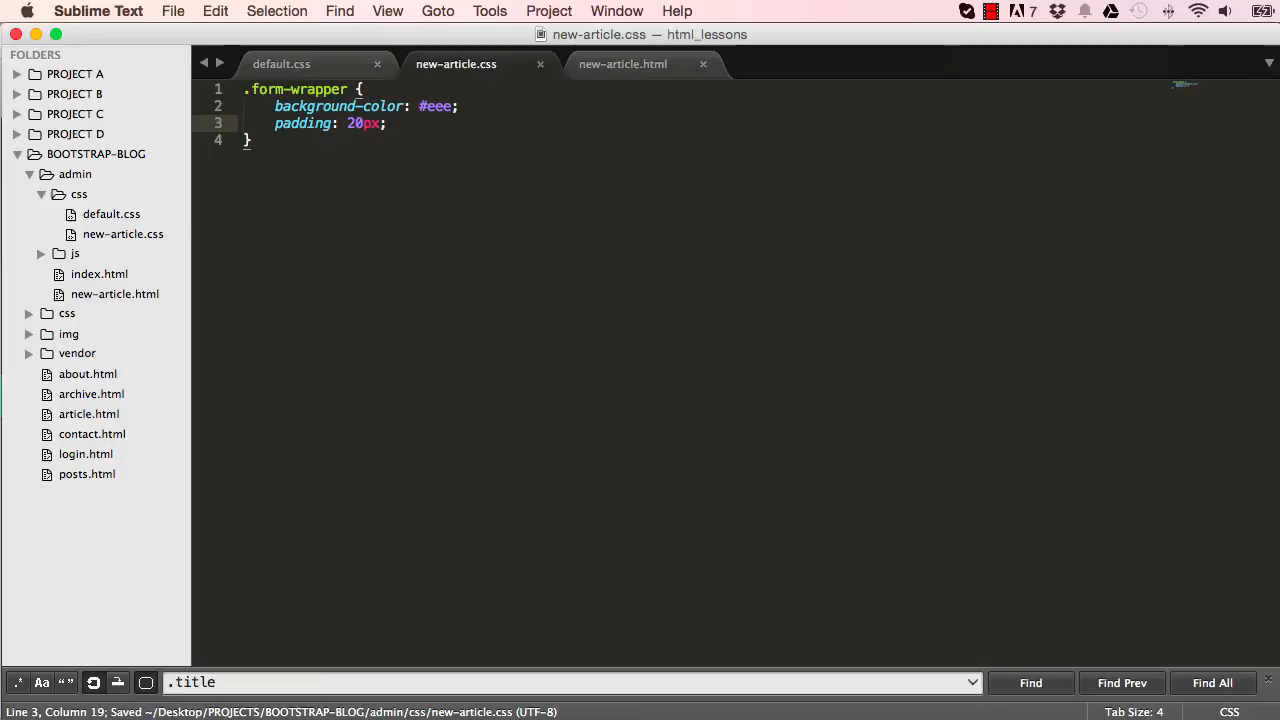 Sublime Text File Edit Selection Find View Goto Tools Project Window Help 7
new-article.css — html_lessons
FOLDERS
PROJECT A
PROJECT B
PROJECT C
PROJECT D
BOOTSTRAP-BLOG
admin
css
default.css
new-article.css
js
index.html
new-article.html
css
img
vendor
about.html
archive.html
article.html
contact.html
login.html
posts.html
default.css × new-article.css × new-article.html ×
1 .form-wrapper {
2 background-color: #eee;
3 padding: 20px;
4 }
.* Aa “” .title Find Find Prev Find All ×
Line 3, Column 19; Saved ~/Desktop/PROJECTS/BOOTSTRAP-BLOG/admin/css/new-article.css (UTF-8) Tab Size: 4 CSS